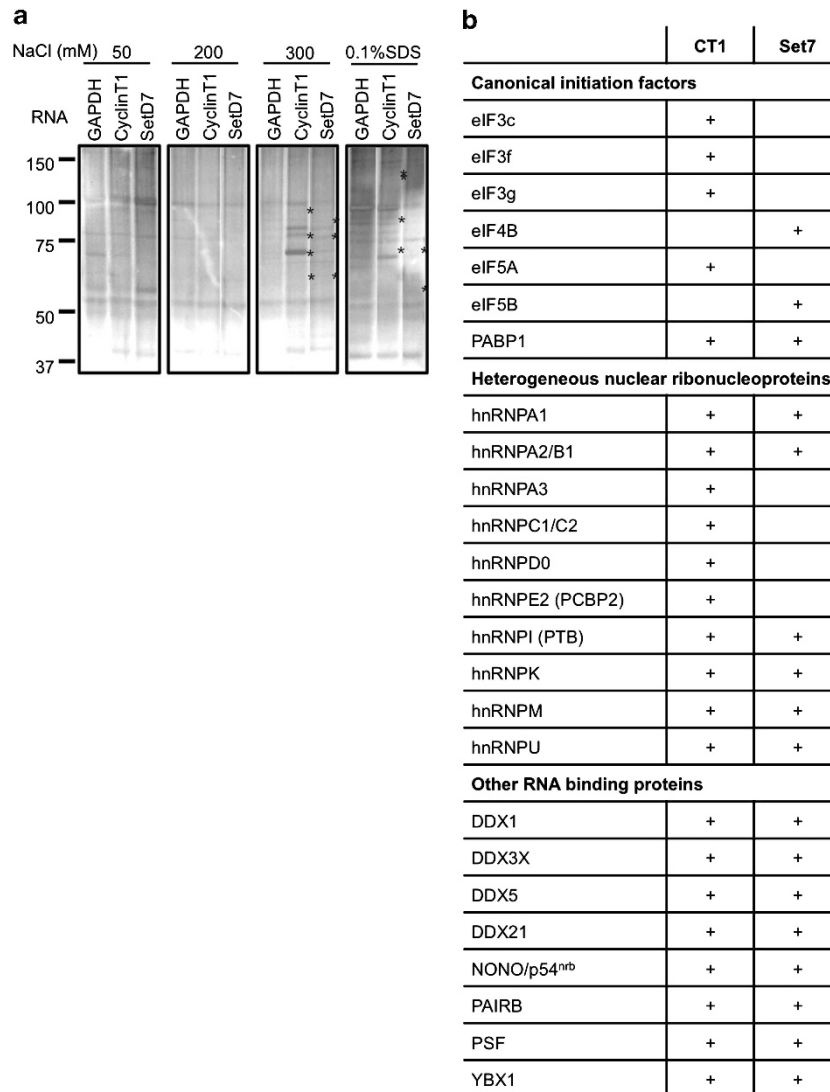 a
NaCl (mM) 50 200 300 0.1%SDS
RNA GAPDH CyclinT1 SetD7 GAPDH CyclinT1 SetD7 GAPDH CyclinT1 SetD7 GAPDH CyclinT1 SetD7
150
100
75
50
37
* * * * * * * * * * * * *
b
CT1 Set7
Canonical initiation factors
eIF3c +
eIF3f +
eIF3g +
eIF4B +
eIF5A +
eIF5B +
PABP1 + +
Heterogeneous nuclear ribonucleoproteins
hnRNPA1 + +
hnRNPA2/B1 + +
hnRNPA3 +
hnRNPC1/C2 +
hnRNPD0 +
hnRNPE2 (PCBP2) +
hnRNPI (PTB) + +
hnRNPK + +
hnRNPM + +
hnRNPU + +
Other RNA binding proteins
DDX1 + +
DDX3X + +
DDX5 + +
DDX21 + +
NONO/p54nrb + +
PAIRB + +
PSF + +
YBX1 + +